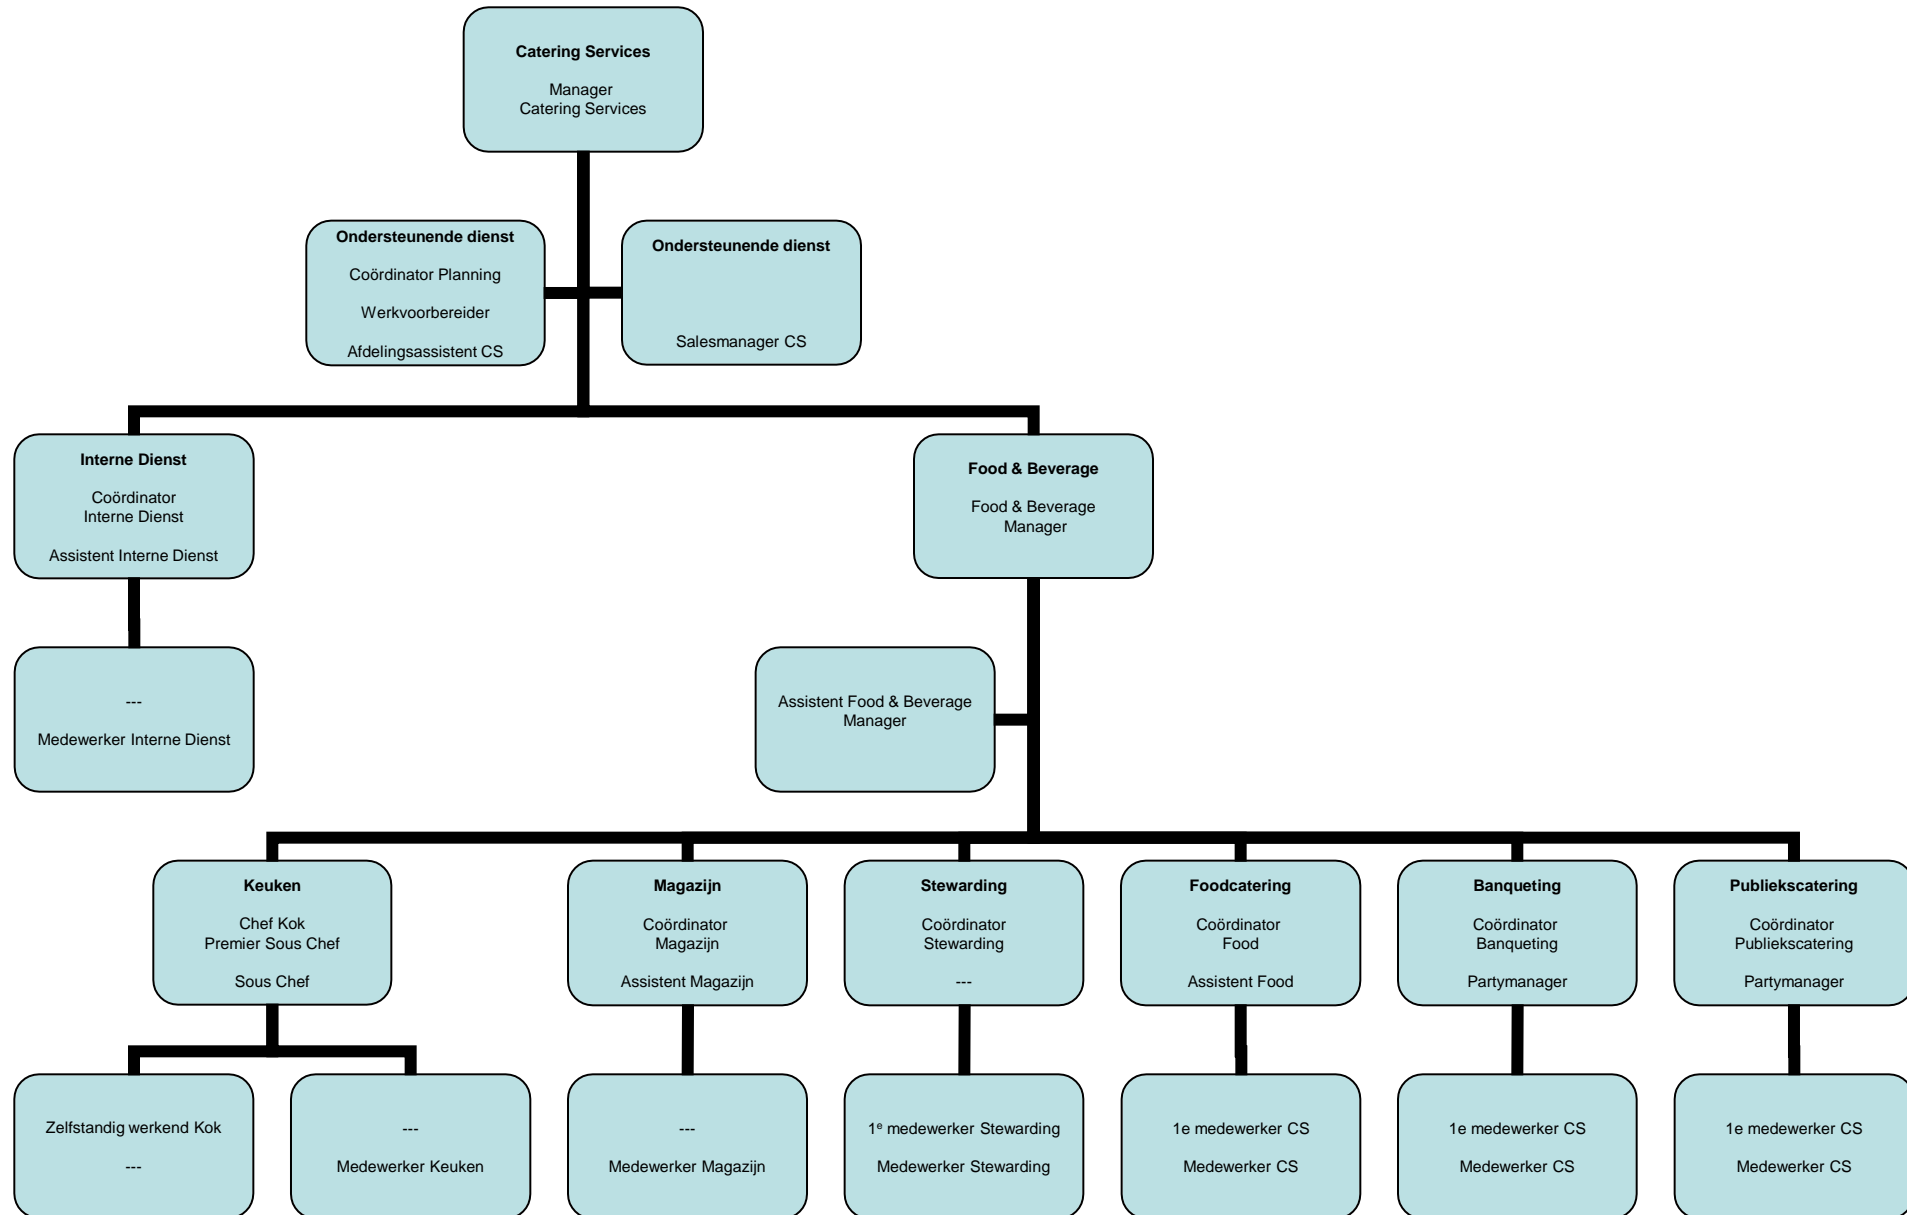 Catering Services
Manager
Catering Services
Ondersteunende dienst
Coördinator Planning
Werkvoorbereider
Afdelingsassistent CS
Ondersteunende dienst
Salesmanager CS
Interne Dienst
Coördinator
Interne Dienst
Assistent Interne Dienst
Food & Beverage
Food & Beverage
Manager
---
Medewerker Interne Dienst
Assistent Food & Beverage
Manager
Keuken
Chef Kok
Premier Sous Chef
Sous Chef
Magazijn
Coördinator
Magazijn
Assistent Magazijn
Stewarding
Coördinator
Stewarding
---
Foodcatering
Coördinator
Food
Assistent Food
Banqueting
Coördinator
Banqueting
Partymanager
Publiekscatering
Coördinator
Publiekscatering
Partymanager
Zelfstandig werkend Kok
---
---
Medewerker Keuken
---
Medewerker Magazijn
1e medewerker Stewarding
Medewerker Stewarding
1e medewerker CS
Medewerker CS
1e medewerker CS
Medewerker CS
1e medewerker CS
Medewerker CS